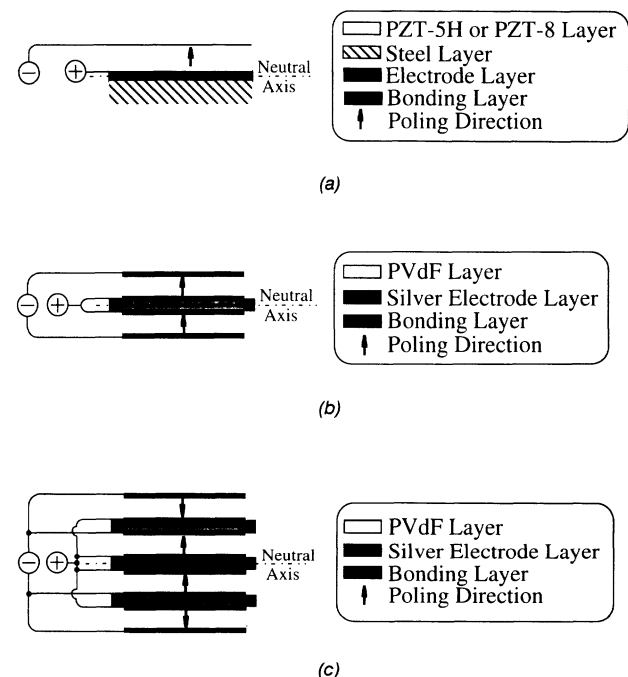 PZT-5H or PZT-8 Layer
Steel Layer
Electrode Layer
Bonding Layer
Poling Direction
− + Neutral
Axis
(a)
PVdF Layer
Silver Electrode Layer
Bonding Layer
Poling Direction
− + Neutral
Axis
(b)
PVdF Layer
Silver Electrode Layer
Bonding Layer
Poling Direction
− + Neutral
Axis
(c)